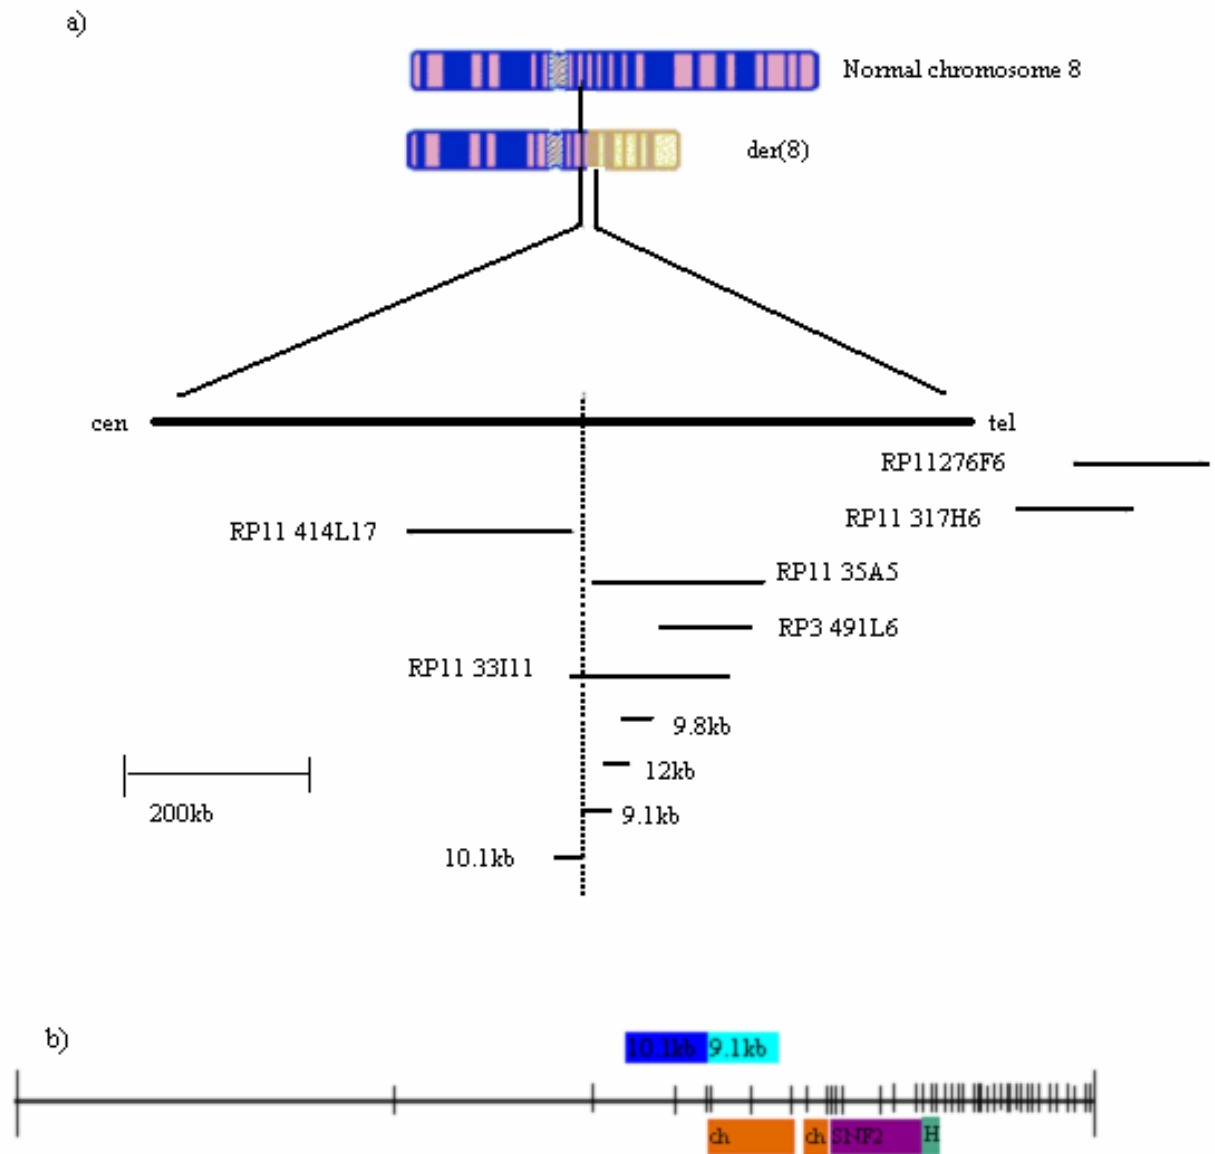 a)
Normal chromosome 8
der(8)
cen
tel
RP11276F6
RP11 317H6
RP11 414L17
RP11 35A5
RP3 491L6
RP11 33I11
9.8kb
12kb
200kb
9.1kb
10.1kb
b)
10.1kb 9.1kb
ch ch SNF2 H